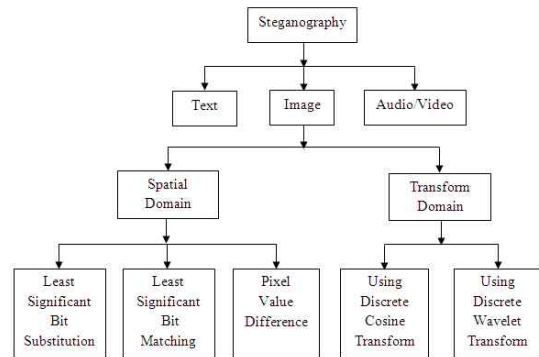 Steganography
Text
Image
Audio/Video
Spatial
Domain
Transform
Domain
Least
Significant
Bit
Substitution
Least
Significant
Bit
Matching
Pixel
Value
Difference
Using
Discrete
Cosine
Transform
Using
Discrete
Wavelet
Transform